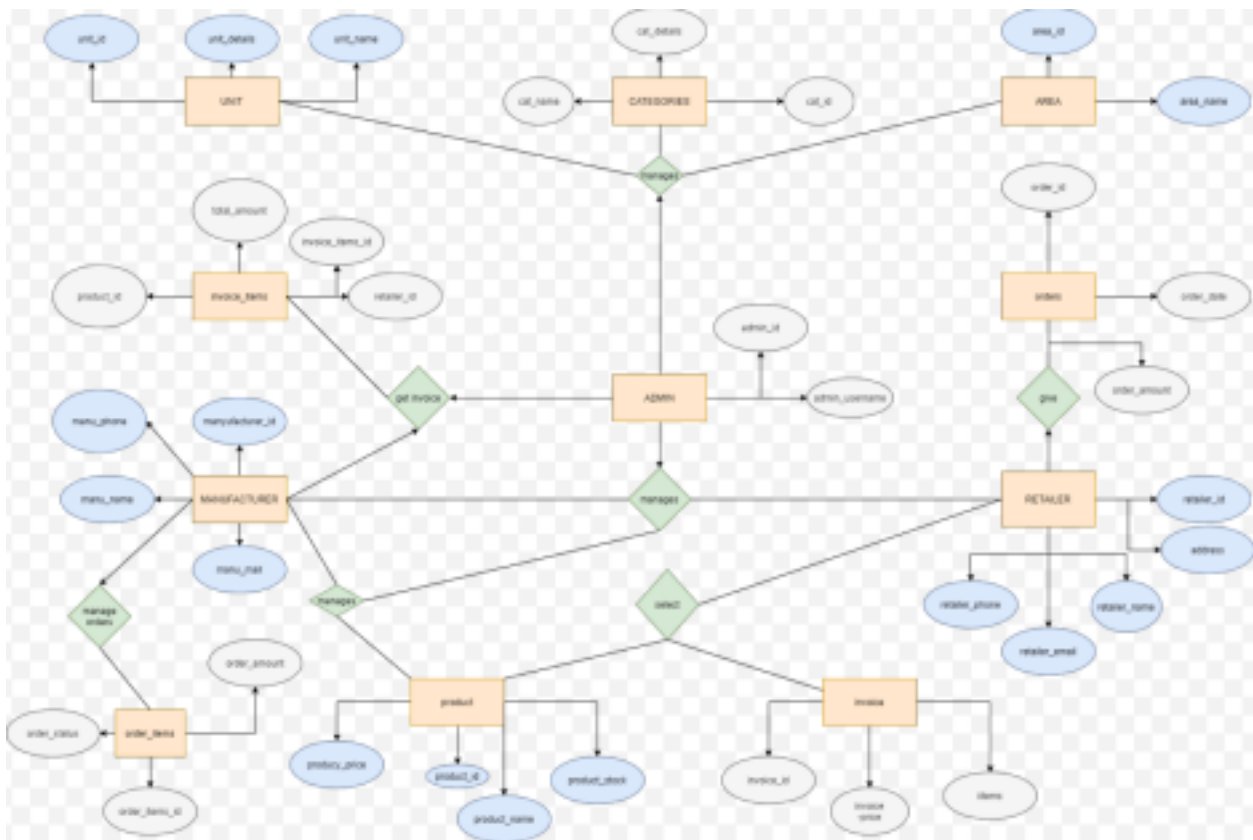 unit_id
unit_details
unit_name
cat_details
area_id
UNIT
cat_name
CATEGORIES
cat_id
AREA
area_name
manages
order_id
total_amount
invoice_items_id
product_id
invoice_items
retailer_id
orders
order_date
admin_id
order_amount
get invoice
ADMIN
admin_username
give
manu_phone
manyufacturer_id
manu_name
MANUFACTURER
manages
RETAILER
retailer_id
address
manu_mail
manages
select
retailer_phone
retailer_name
manage
orders
retailer_email
order_amount
product
invoice
order_status
order_items
producy_price
product_id
product_stock
invoice_id
items
order_items_id
product_name
invoice
price